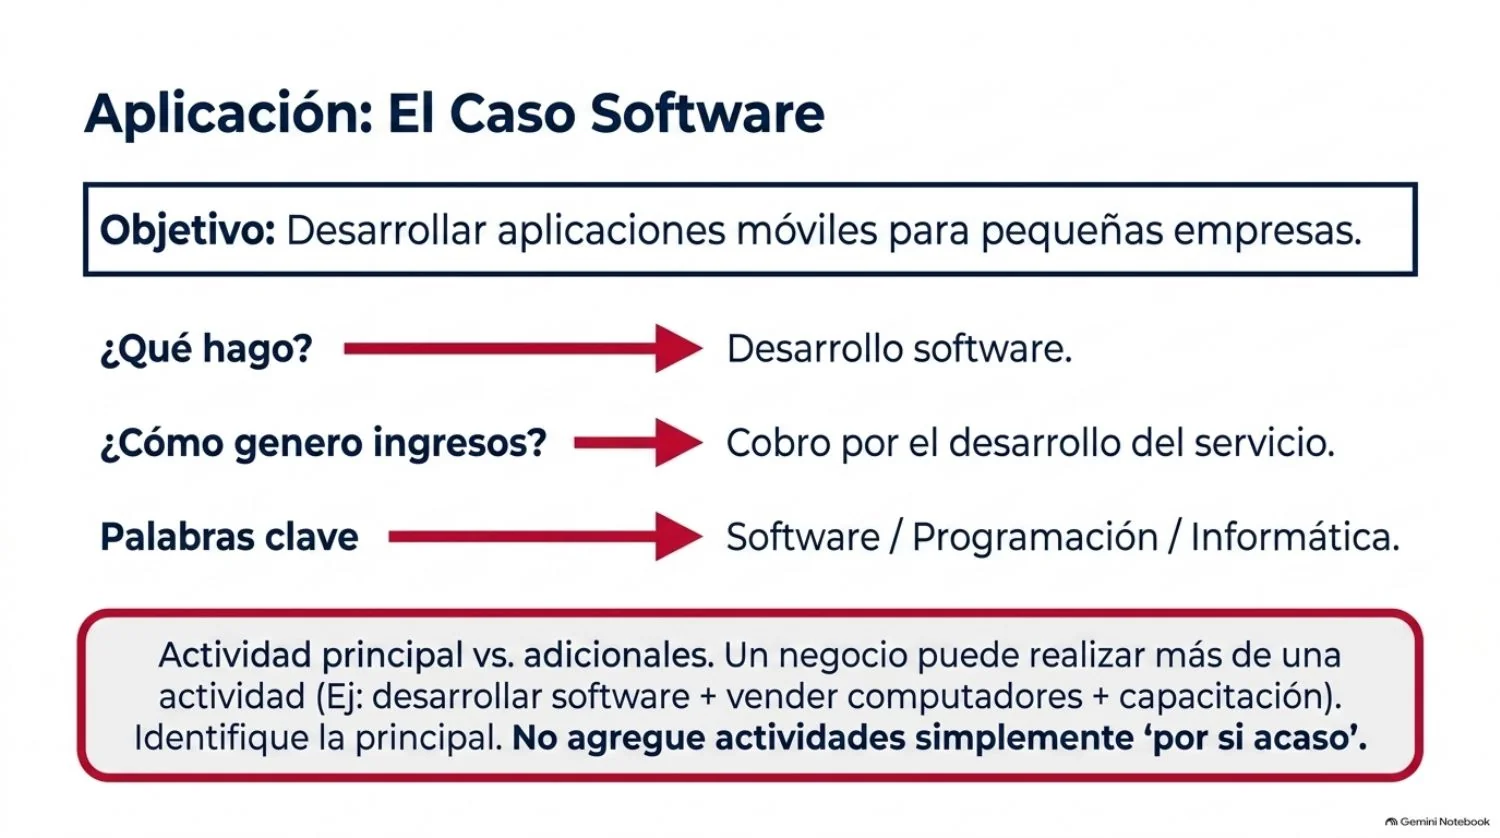 Aplicación: El Caso Software
Objetivo: Desarrollar aplicaciones móviles para pequeñas empresas.
¿Qué hago? Desarrollo software.
¿Cómo genero ingresos? Cobro por el desarrollo del servicio.
Palabras clave Software / Programación / Informática.
Actividad principal vs. adicionales. Un negocio puede realizar más de una
actividad (Ej: desarrollar software + vender computadores + capacitación).
Identifique la principal. No agregue actividades simplemente ‘por si acaso’.
Gemini Notebook